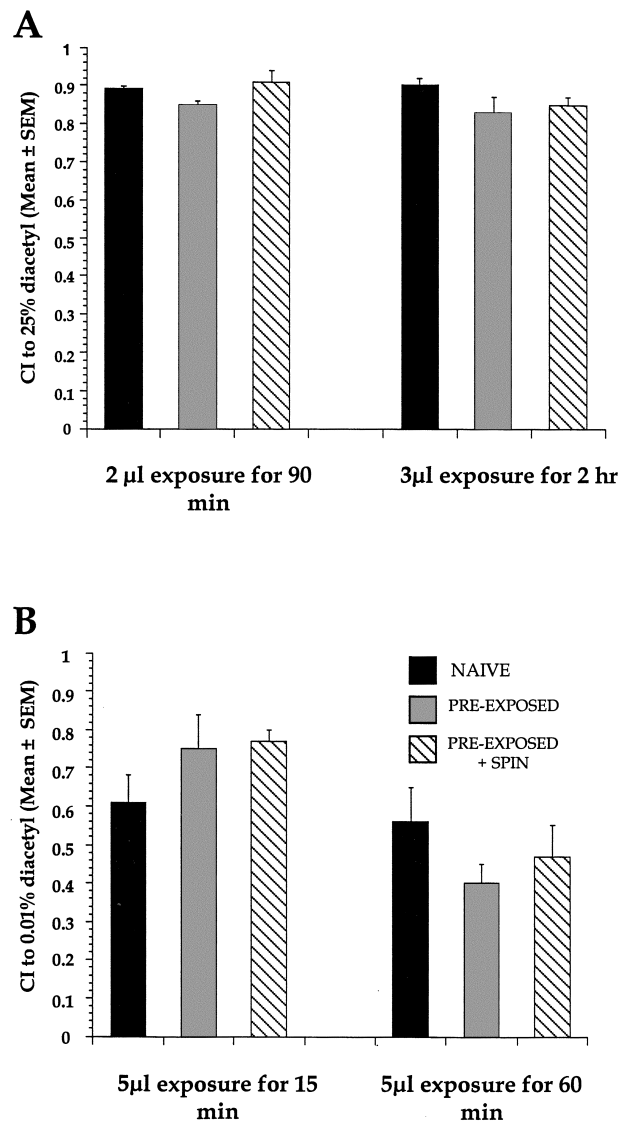 A
CI to 25% diacetyl (Mean ± SEM)
1
0.9
0.8
0.7
0.6
0.5
0.4
0.3
0.2
0.1
0
2 µl exposure for 90
min
3µl exposure for 2 hr
B
CI to 0.01% diacetyl (Mean ± SEM)
1
0.9
0.8
0.7
0.6
0.5
0.4
0.3
0.2
0.1
0
NAIVE
PRE-EXPOSED
PRE-EXPOSED
+ SPIN
5µl exposure for 15
min
5µl exposure for 60
min